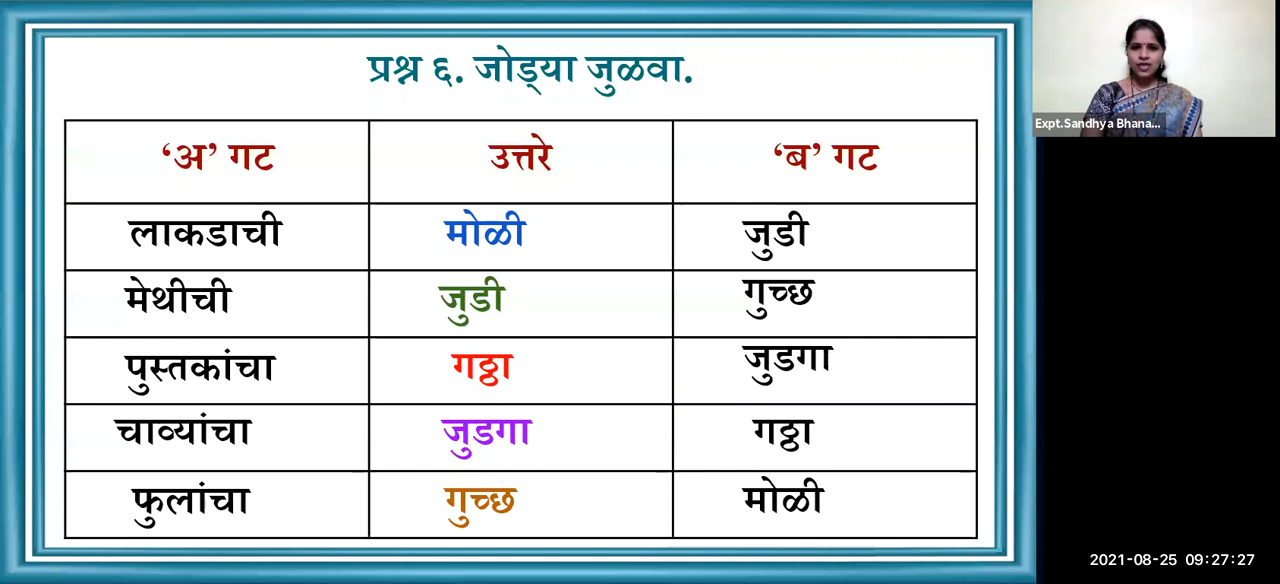 प्रश्न ६. जोड्या जुळवा.
‘अ’ गट उत्तरे ‘ब’ गट
लाकडाची मोळी जुडी
मेथीची जुडी गुच्छ
पुस्तकांचा गठ्ठा जुडगा
चाव्यांचा जुडगा गठ्ठा
फुलांचा गुच्छ मोळी
Expt.Sandhya Bhana...
2021-08-25 09:27:27